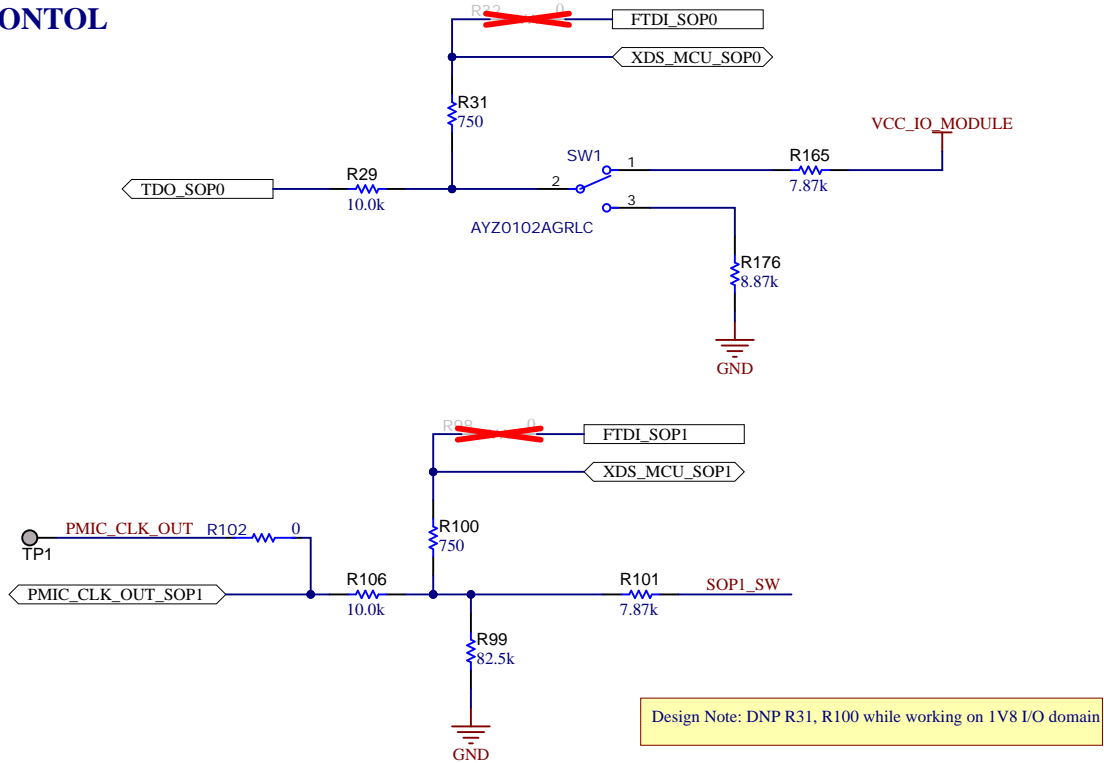 ONTOL
R32 0
FTDI_SOP0
XDS_MCU_SOP0
R31
750
VCC_IO_MODULE
SW1
1
R165
7.87k
R29
10.0k
TDO_SOP0
2
3
AYZ0102AGRLC
R176
8.87k
GND
R98 0
FTDI_SOP1
XDS_MCU_SOP1
PMIC_CLK_OUT
R102 0
TP1
R100
750
PMIC_CLK_OUT_SOP1
R106
10.0k
R101
7.87k
SOP1_SW
R99
82.5k
GND
Design Note: DNP R31, R100 while working on 1V8 I/O domain